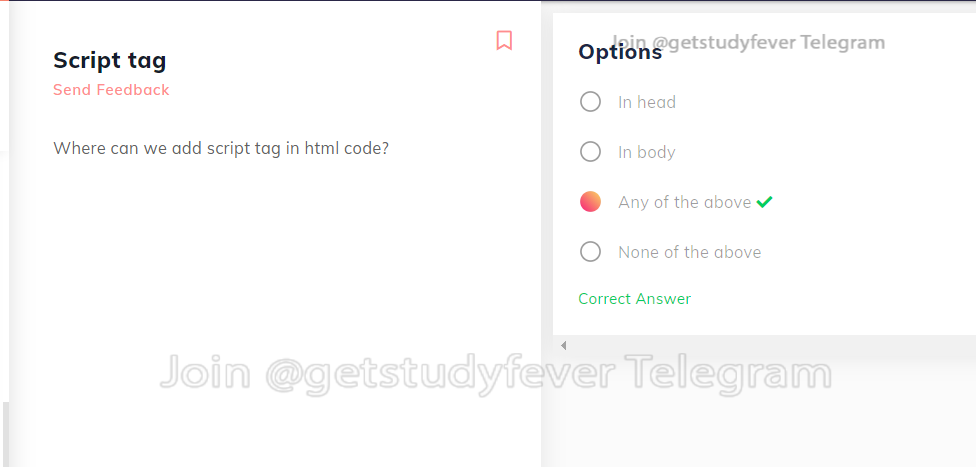 Script tag
Send Feedback
Where can we add script tag in html code?
Join @getstudyfever Telegram
Options
In head
In body
Any of the above
None of the above
Correct Answer
Join @getstudyfever Telegram